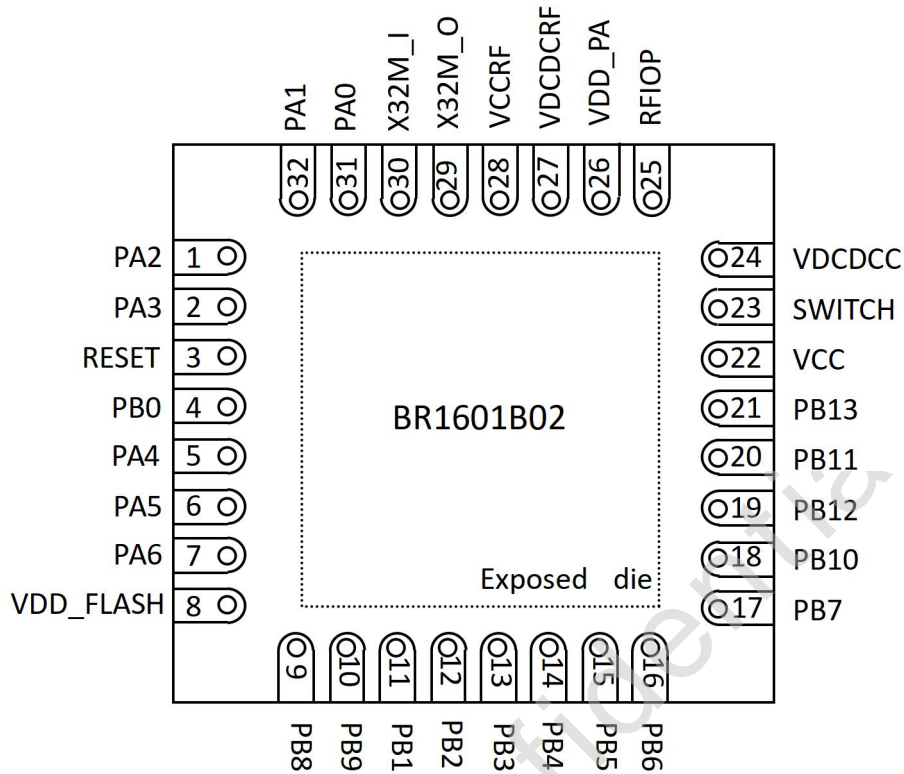 PA1
PA0
X32M_I
X32M_O
VCCRF
VDCDCRF
VDD_PA
RFIOP
32
31
30
29
28
27
26
25
PA2 1
PA3 2
RESET 3
PB0 4
PA4 5
PA5 6
PA6 7
VDD_FLASH 8
BR1601B02
Exposed die
24 VDCDCC
23 SWITCH
22 VCC
21 PB13
20 PB11
19 PB12
18 PB10
17 PB7
9
10
11
12
13
14
15
16
PB8
PB9
PB1
PB2
PB3
PB4
PB5
PB6